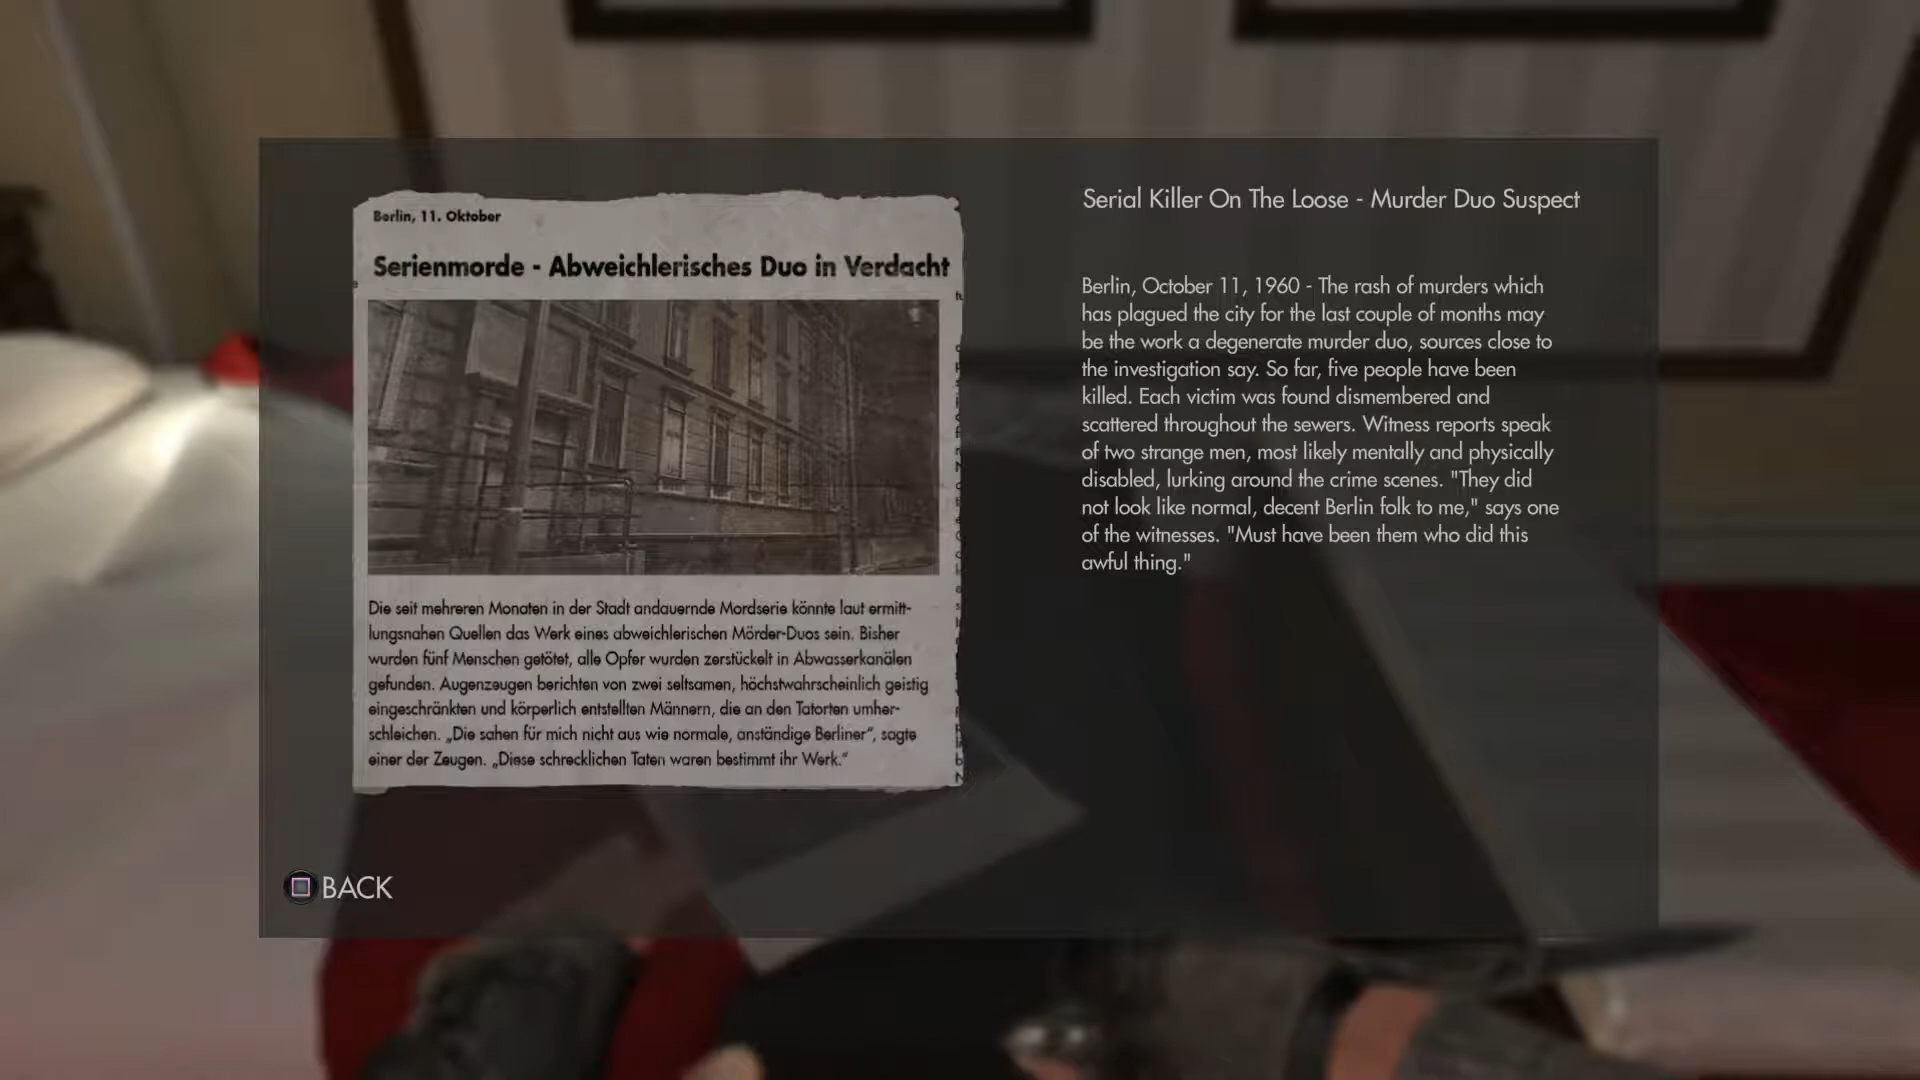 Berlin, 11. Oktober
Serienmorde - Abweichlerisches Duo in Verdacht
Die seit mehreren Monaten in der Stadt andauernde Mordserie könnte laut ermitt-
lungsnahen Quellen das Werk eines abweichlerischen Mörder-Duos sein. Bisher
wurden fünf Menschen getötet, alle Opfer wurden zerstückelt in Abwasserkanälen
gefunden. Augenzeugen berichten von zwei seltsamen, höchstwahrscheinlich geistig
eingeschränkten und körperlich entstellten Männern, die an den Tatorten umher-
schleichen. „Die sahen für mich nicht aus wie normale, anständige Berliner“, sagte
einer der Zeugen. „Diese schrecklichen Taten waren bestimmt ihr Werk.“
Serial Killer On The Loose - Murder Duo Suspect
Berlin, October 11, 1960 - The rash of murders which
has plagued the city for the last couple of months may
be the work a degenerate murder duo, sources close to
the investigation say. So far, five people have been
killed. Each victim was found dismembered and
scattered throughout the sewers. Witness reports speak
of two strange men, most likely mentally and physically
disabled, lurking around the crime scenes. "They did
not look like normal, decent Berlin folk to me," says one
of the witnesses. "Must have been them who did this
awful thing."
BACK